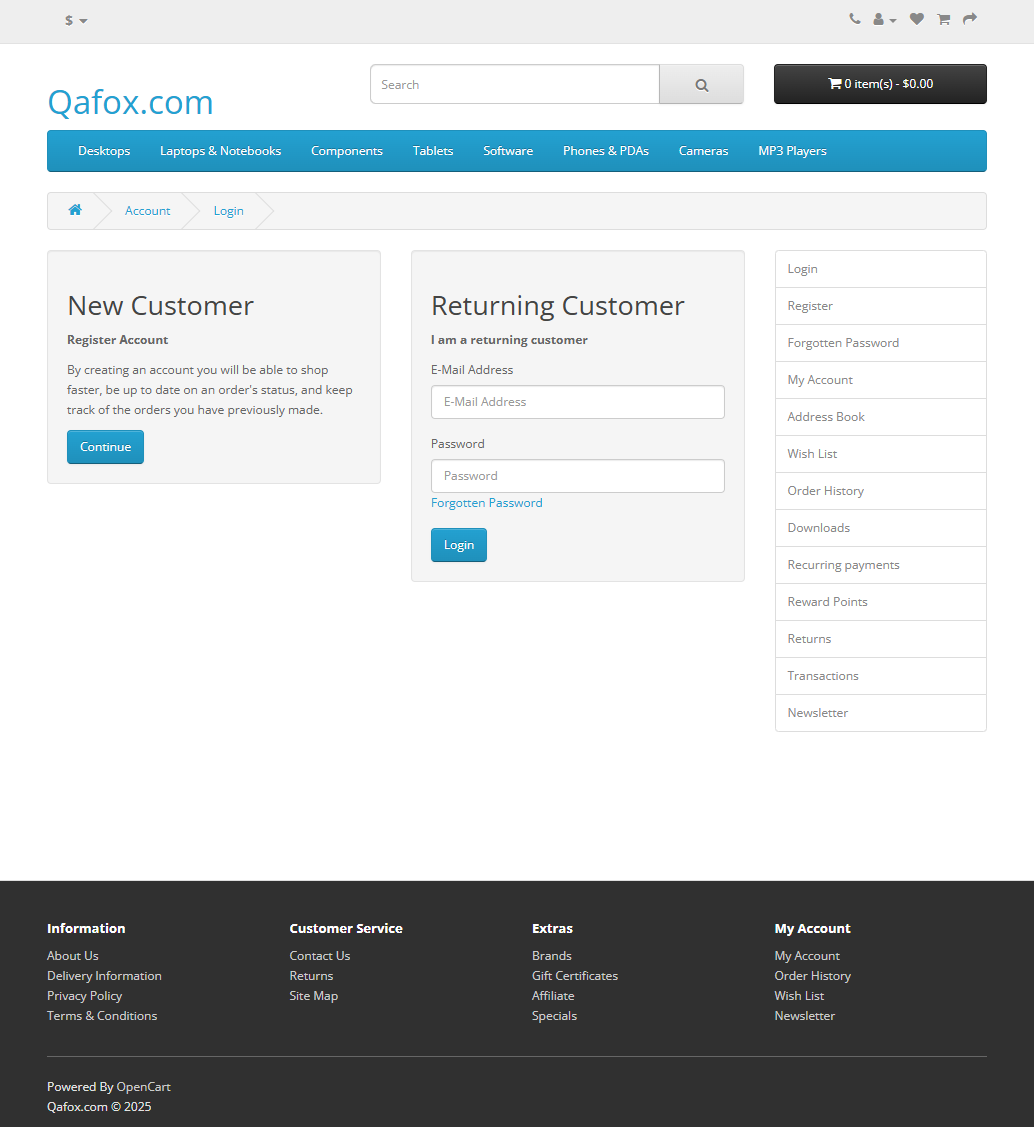 $
Qafox.com
Search
0 item(s) - $0.00
Desktops
Laptops & Notebooks
Components
Tablets
Software
Phones & PDAs
Cameras
MP3 Players
Account
Login
New Customer
Register Account
By creating an account you will be able to shop
faster, be up to date on an order's status, and keep
track of the orders you have previously made.
Continue
Returning Customer
I am a returning customer
E-Mail Address
E-Mail Address
Password
Password
Forgotten Password
Login
Login
Register
Forgotten Password
My Account
Address Book
Wish List
Order History
Downloads
Recurring payments
Reward Points
Returns
Transactions
Newsletter
Information
About Us
Delivery Information
Privacy Policy
Terms & Conditions
Customer Service
Contact Us
Returns
Site Map
Extras
Brands
Gift Certificates
Affiliate
Specials
My Account
My Account
Order History
Wish List
Newsletter
Powered By OpenCart
Qafox.com © 2025